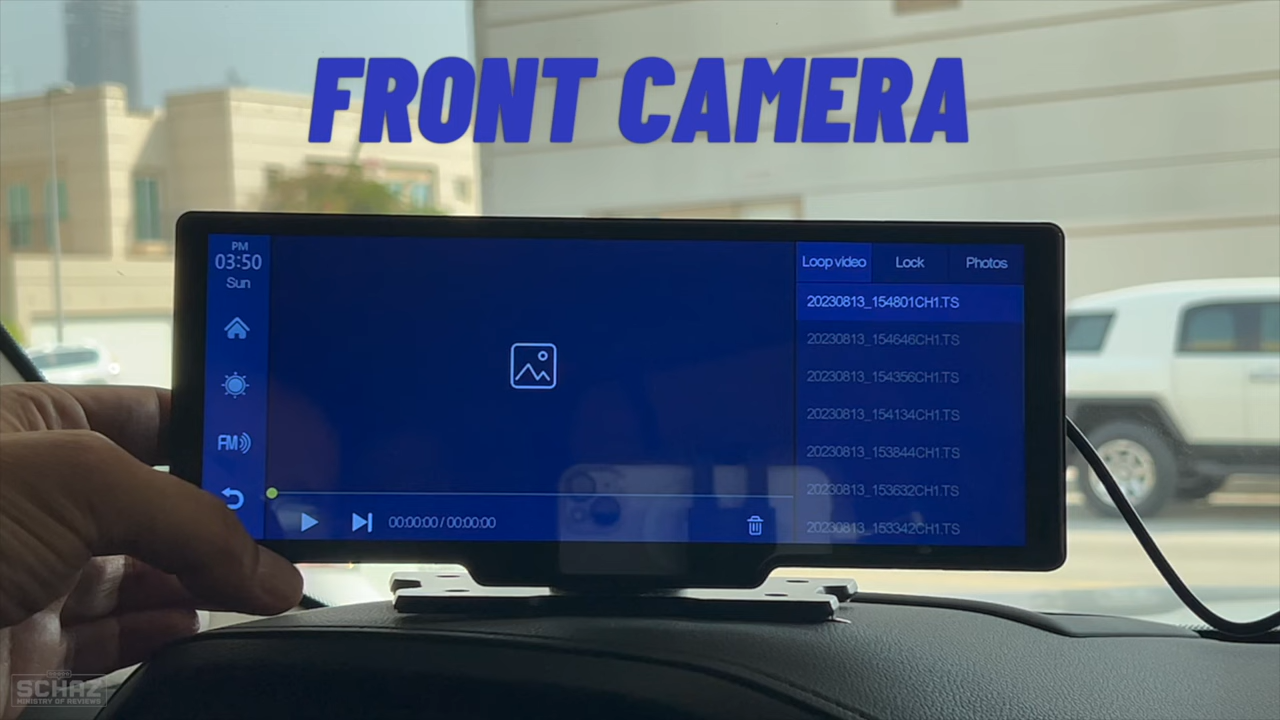 FRONT CAMERA
PM
03:50
Sun
FM
Loop video Lock Photos
20230813_154801CH1.TS
20230813_154646CH1.TS
20230813_154356CH1.TS
20230813_154134CH1.TS
20230813_153844CH1.TS
20230813_153632CH1.TS
20230813_153342CH1.TS
00:00:00 / 00:00:00
SCHAZ
MINISTRY OF REVIEWS